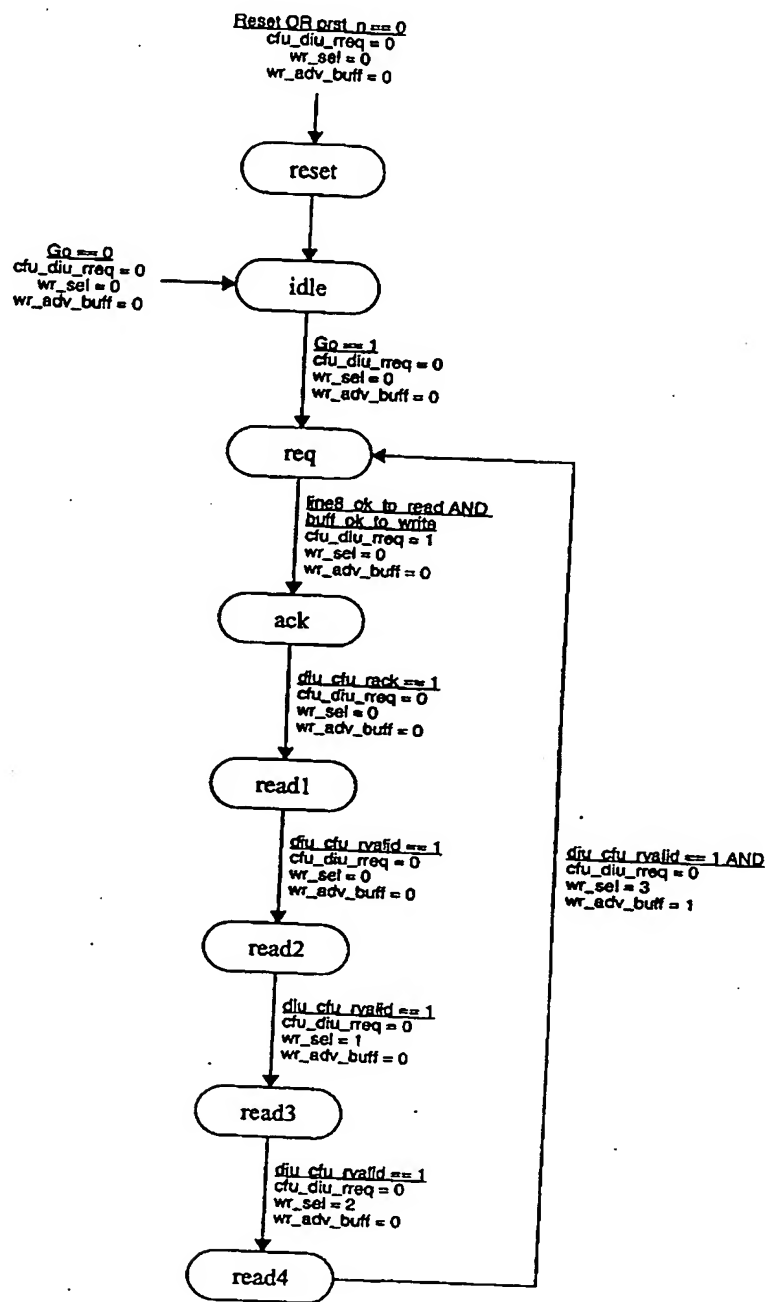 Reset OR prst_n == 0
cfu_diu_rreq = 0
wr_sel = 0
wr_adv_buff = 0
reset
Go == 0
cfu_diu_rreq = 0
wr_sel = 0
wr_adv_buff = 0
idle
Go == 1
cfu_diu_rreq = 0
wr_sel = 0
wr_adv_buff = 0
req
line8_ok_to_read AND
buff_ok_to_write
cfu_diu_rreq = 1
wr_sel = 0
wr_adv_buff = 0
ack
diu_cfu_rack == 1
cfu_diu_rreq = 0
wr_sel = 0
wr_adv_buff = 0
read1
diu_cfu_rvalid == 1
cfu_diu_rreq = 0
wr_sel = 0
wr_adv_buff = 0
diu_cfu_rvalid == 1 AND
cfu_diu_rreq = 0
wr_sel = 3
wr_adv_buff = 1
read2
diu_cfu_rvalid == 1
cfu_diu_rreq = 0
wr_sel = 1
wr_adv_buff = 0
read3
diu_cfu_rvalid == 1
cfu_diu_rreq = 0
wr_sel = 2
wr_adv_buff = 0
read4